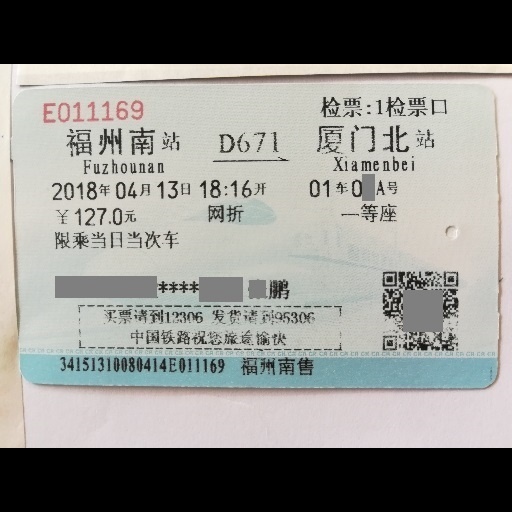 E011169 检票:1检票口
福州南站 D671 厦门北站
Fuzhounan Xiamenbei
2018年04月13日18:16开 01车0A号
￥127.0元 网折 一等座
限乘当日当次车
**** 鹏
买票请到12306 发货请到95306
中国铁路祝您旅途愉快
34151310080414E011169 福州南售